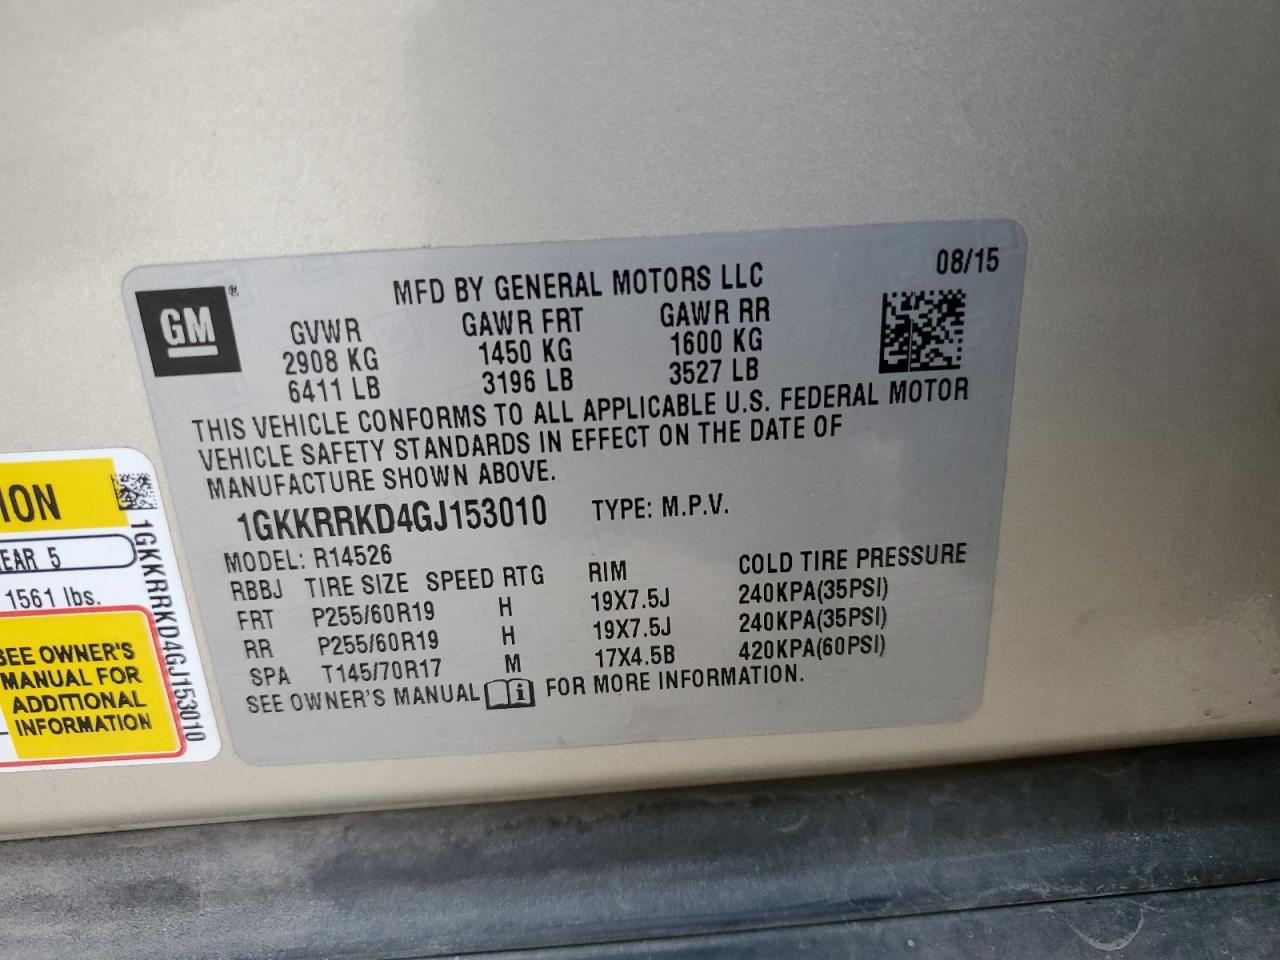 GM
®
MFD BY GENERAL MOTORS LLC
08/15
GVWR GAWR FRT GAWR RR
2908 KG 1450 KG 1600 KG
6411 LB 3196 LB 3527 LB
THIS VEHICLE CONFORMS TO ALL APPLICABLE U.S. FEDERAL MOTOR
VEHICLE SAFETY STANDARDS IN EFFECT ON THE DATE OF
MANUFACTURE SHOWN ABOVE.
1GKKRRKD4GJ153010 TYPE: M.P.V.
MODEL: R14526
RBBJ TIRE SIZE SPEED RTG RIM COLD TIRE PRESSURE
FRT P255/60R19 H 19X7.5J 240KPA(35PSI)
RR P255/60R19 H 19X7.5J 240KPA(35PSI)
SPA T145/70R17 M 17X4.5B 420KPA(60PSI)
SEE OWNER'S MANUAL i FOR MORE INFORMATION.
ION
EAR 5
1561 lbs.
SEE OWNER'S
MANUAL FOR
ADDITIONAL
INFORMATION
1GKKRRKD4GJ153010